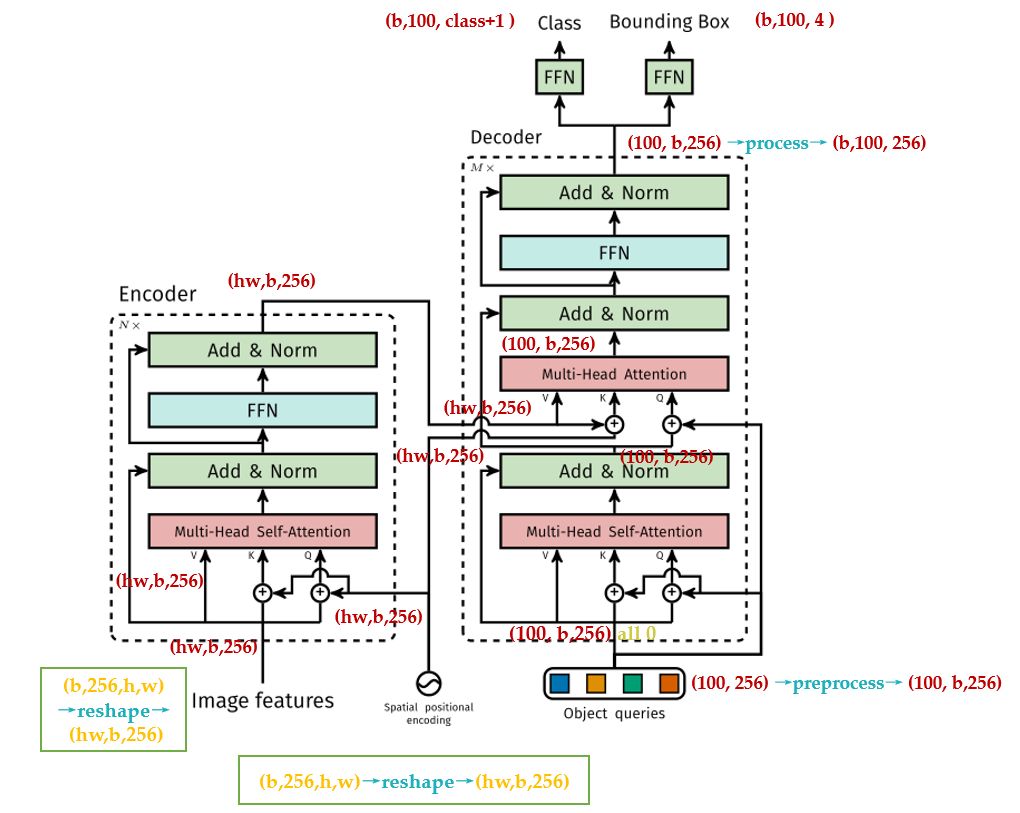 (b,100, class+1 ) Class Bounding Box (b,100, 4 )
FFN FFN
Decoder
(100, b,256) →process→ (b,100, 256)
M×
Add & Norm
FFN
Add & Norm
(100, b,256)
Multi-Head Attention
V K Q
(hw,b,256)
+ +
(hw,b,256)
(100, b,256)
Add & Norm
Multi-Head Self-Attention
V K Q
+ +
(100, b,256) all 0
(hw,b,256)
Encoder
N×
Add & Norm
FFN
Add & Norm
Multi-Head Self-Attention
V K Q
(hw,b,256)
+ +
(hw,b,256)
(hw,b,256)
(b,256,h,w)
→reshape→
(hw,b,256)
Image features
Spatial positional
encoding
(100, 256) →preprocess→ (100, b,256)
Object queries
(b,256,h,w)→reshape→(hw,b,256)